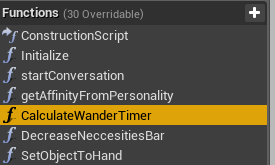 Functions (30 Overridable)
ConstructionScript
Initialize
startConversation
getAffinityFromPersonality
CalculateWanderTimer
DecreaseNeccesitiesBar
SetObjectToHand